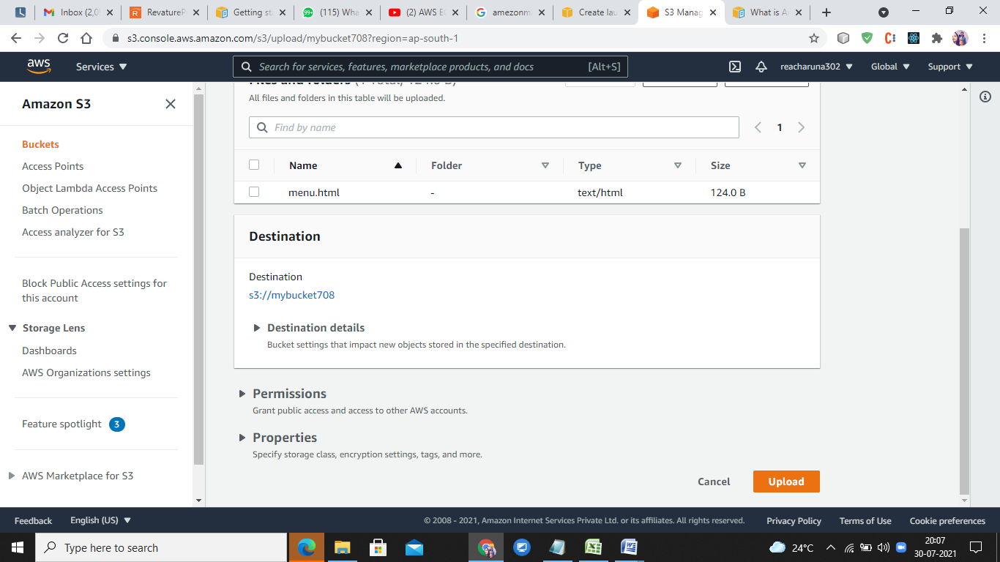 Inbox (2,0
RevatureP
Getting st
99+
(115) Wha
(2) AWS E
amezonm
Create lau
S3 Manag
What is A
s3.console.aws.amazon.com/s3/upload/mybucket708?region=ap-south-1
aws
Services
Search for services, features, marketplace products, and docs
[Alt+S]
reacharuna302
Global
Support
Amazon S3
Buckets
Access Points
Object Lambda Access Points
Batch Operations
Access analyzer for S3
Block Public Access settings for
this account
Storage Lens
Dashboards
AWS Organizations settings
Feature spotlight 3
AWS Marketplace for S3
Files and folders (1 Total, 124.0 B)
All files and folders in this table will be uploaded.
Find by name
1
Name Folder Type Size
menu.html - text/html 124.0 B
Destination
Destination
s3://mybucket708
Destination details
Bucket settings that impact new objects stored in the specified destination.
Permissions
Grant public access and access to other AWS accounts.
Properties
Specify storage class, encryption settings, tags, and more.
Cancel
Upload
Feedback
English (US)
© 2008 - 2021, Amazon Internet Services Private Ltd. or its affiliates. All rights reserved.
Privacy Policy
Terms of Use
Cookie preferences
Type here to search
24°C
20:07
30-07-2021